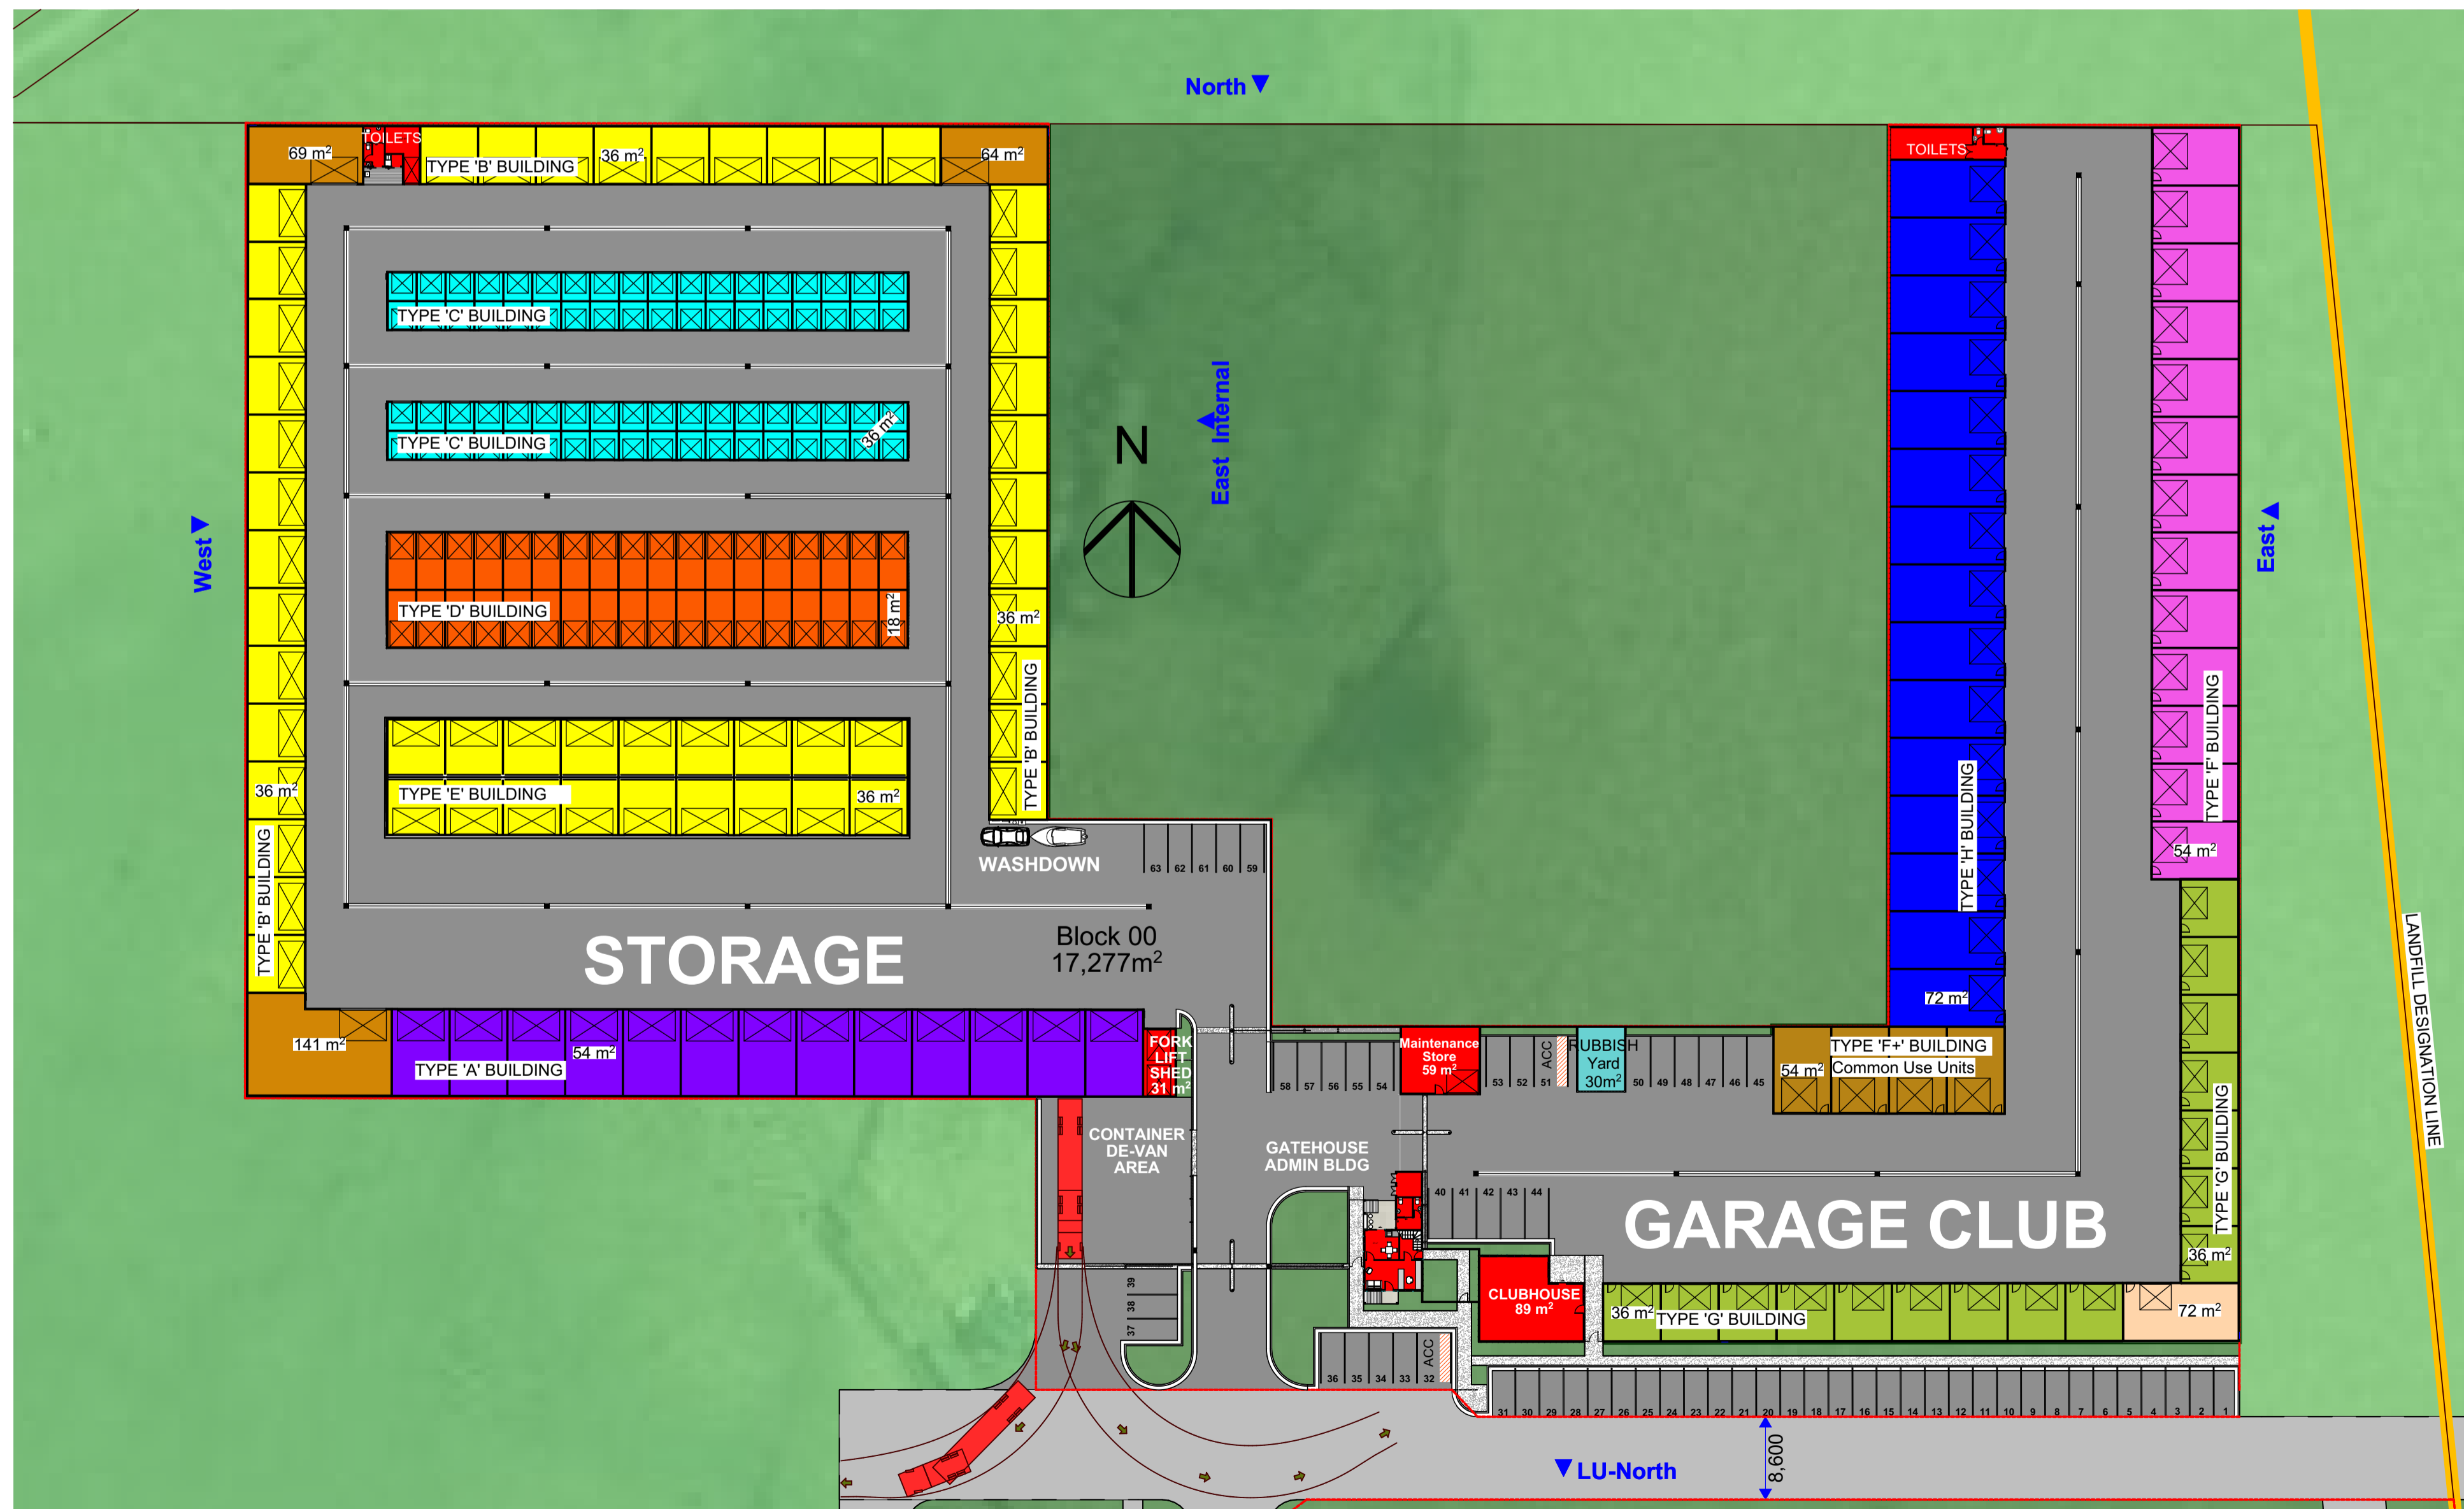 North
TOILETS
69 m²
TYPE 'B' BUILDING
36 m²
64 m²
TOILETS
TYPE 'C' BUILDING
East Internal
TYPE 'C' BUILDING
36 m²
N
West
East
TYPE 'D' BUILDING
18 m²
36 m²
TYPE 'B' BUILDING
TYPE 'F' BUILDING
36 m²
TYPE 'E' BUILDING
36 m²
TYPE 'H' BUILDING
54 m²
TYPE 'B' BUILDING
WASHDOWN
63 62 61 60 59
STORAGE
Block 00
17,277m²
LANDFILL DESIGNATION LINE
72 m²
141 m²
54 m²
TYPE 'A' BUILDING
FORK
LIFT
SHED
31 m²
58 57 56 55 54
Maintenance
Store
59 m²
53 52 51
ACC
RUBBISH
Yard
30m²
50 49 48 47 46 45
54 m²
TYPE 'F+' BUILDING
Common Use Units
TYPE 'G' BUILDING
CONTAINER
DE-VAN
AREA
GATEHOUSE
ADMIN BLDG
40 41 42 43 44
GARAGE CLUB
36 m²
39
38
37
CLUBHOUSE
89 m²
36 m²
TYPE 'G' BUILDING
72 m²
36 35 34 33 32
ACC
31 30 29 28 27 26 25 24 23 22 21 20 19 18 17 16 15 14 13 12 11 10 9 8 7 6 5 4 3 2 1
LU-North
8,600